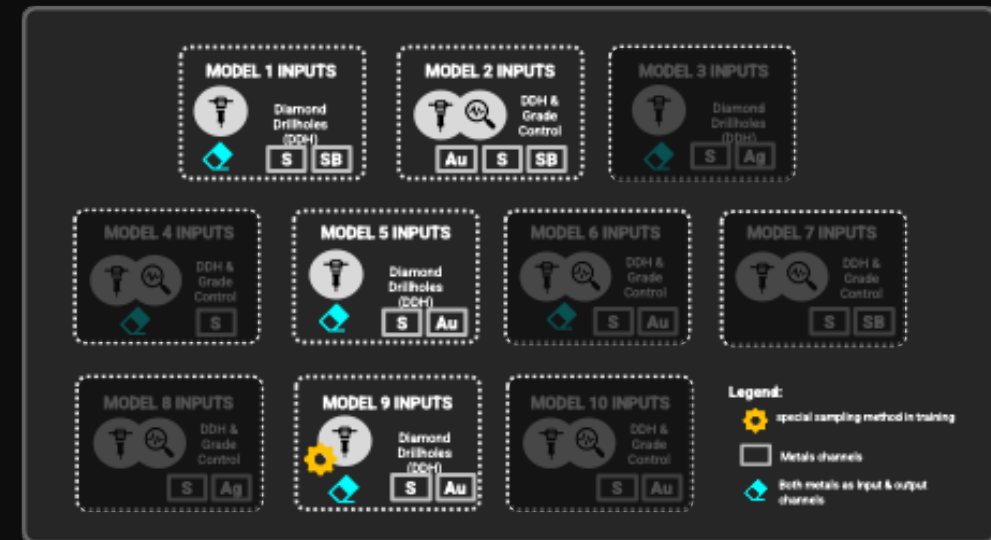 MODEL 1 INPUTS
Diamond
Drillholes
(DDH)
S SB
MODEL 2 INPUTS
DDH &
Grade
Control
Au S SB
MODEL 3 INPUTS
Diamond
Drillholes
(DDH)
S Ag
MODEL 4 INPUTS
DDH &
Grade
Control
S
MODEL 5 INPUTS
Diamond
Drillholes
(DDH)
S Au
MODEL 6 INPUTS
DDH &
Grade
Control
S Au
MODEL 7 INPUTS
DDH &
Grade
Control
S SB
MODEL 8 INPUTS
DDH &
Grade
Control
S Ag
MODEL 9 INPUTS
Diamond
Drillholes
(DDH)
S Au
MODEL 10 INPUTS
DDH &
Grade
Control
S Au
Legend:
special sampling method in training
Metals channels
Both metals as input & output
channels